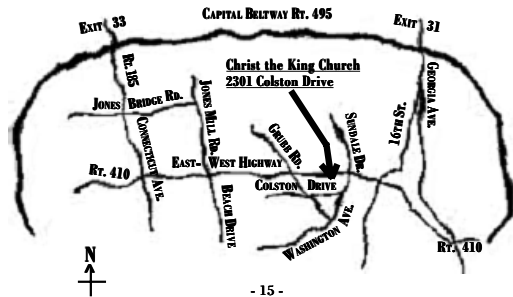 CAPITAL BELTWAY RT. 495
EXIT 33
EXIT 31
Christ the King Church
2301 Colston Drive
RT. 185
JONES BRIDGE RD.
JONES MILL RD.
GEORGIA AVE.
16TH ST.
SUNDALE DR.
GRUBB RD.
CONNECTICUT AVE.
EAST- WEST HIGHWAY
RT. 410
COLSTON DRIVE
BEACH DRIVE
WASHINGTON AVE.
RT. 410
N
- 15 -